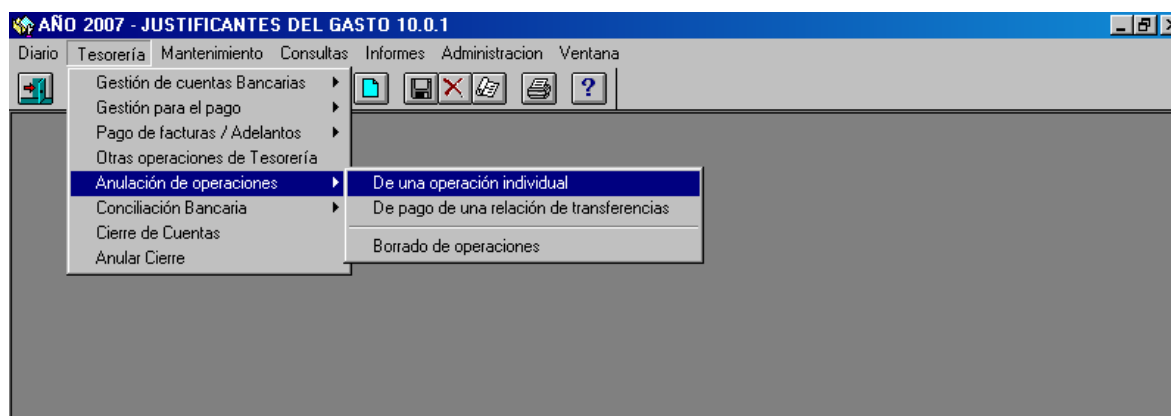 AÑO 2007 - JUSTIFICANTES DEL GASTO 10.0.1
Diario Tesorería Mantenimiento Consultas Informes Administracion Ventana
Gestión de cuentas Bancarias
Gestión para el pago
Pago de facturas / Adelantos
Otras operaciones de Tesorería
Anulación de operaciones
Conciliación Bancaria
Cierre de Cuentas
Anular Cierre
De una operación individual
De pago de una relación de transferencias
Borrado de operaciones
?